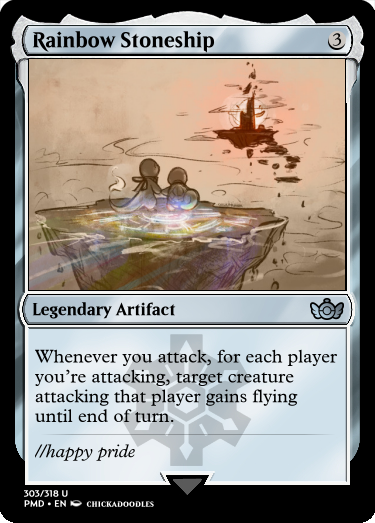 Rainbow Stoneship
3
Legendary Artifact
Whenever you attack, for each player
you're attacking, target creature
attacking that player gains flying
until end of turn.
//happy pride
303/318 U
PMD • EN CHICKADOODLES